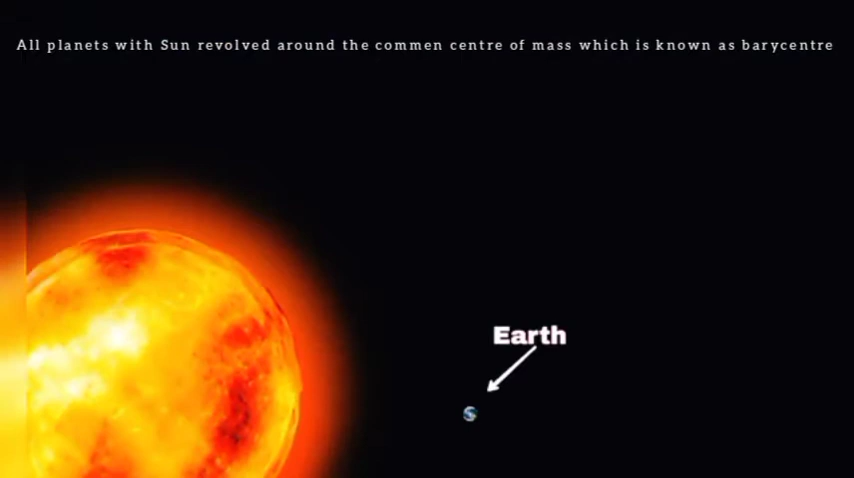 All planets with Sun revolved around the commen centre of mass which is known as barycentre
Earth